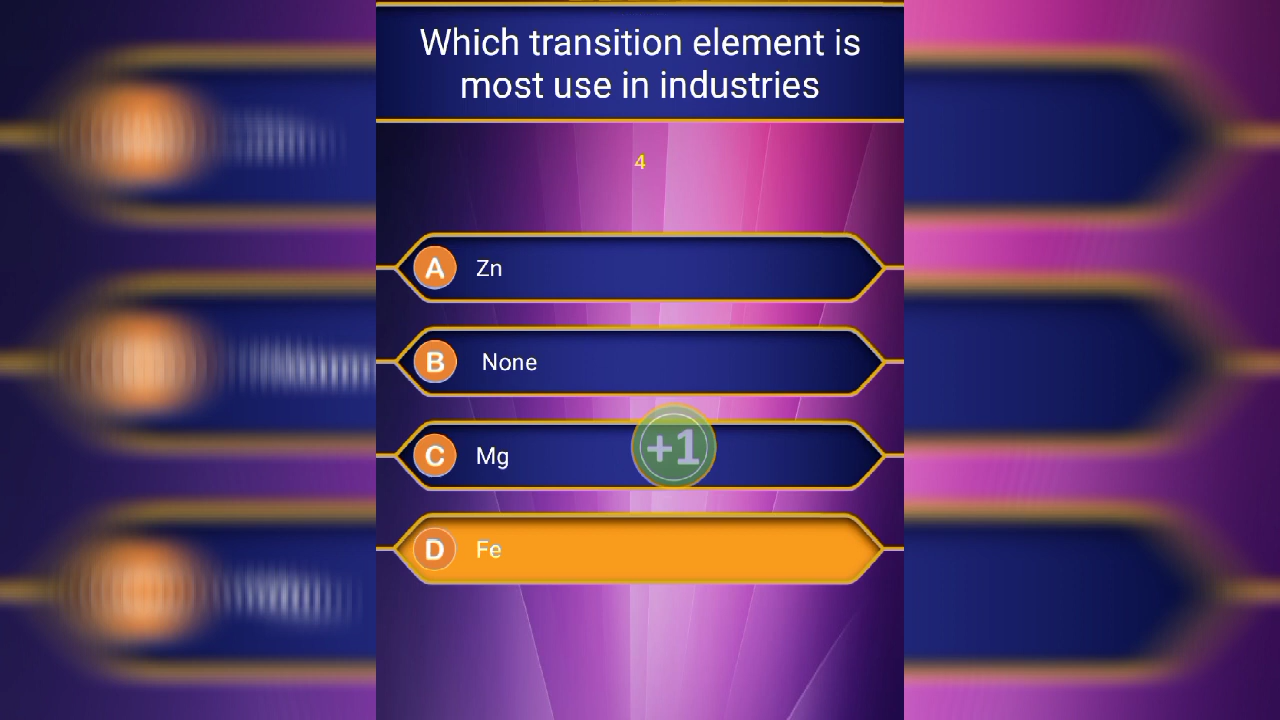 Which transition element is
most use in industries
4
A Zn
B None
C Mg
+1
D Fe